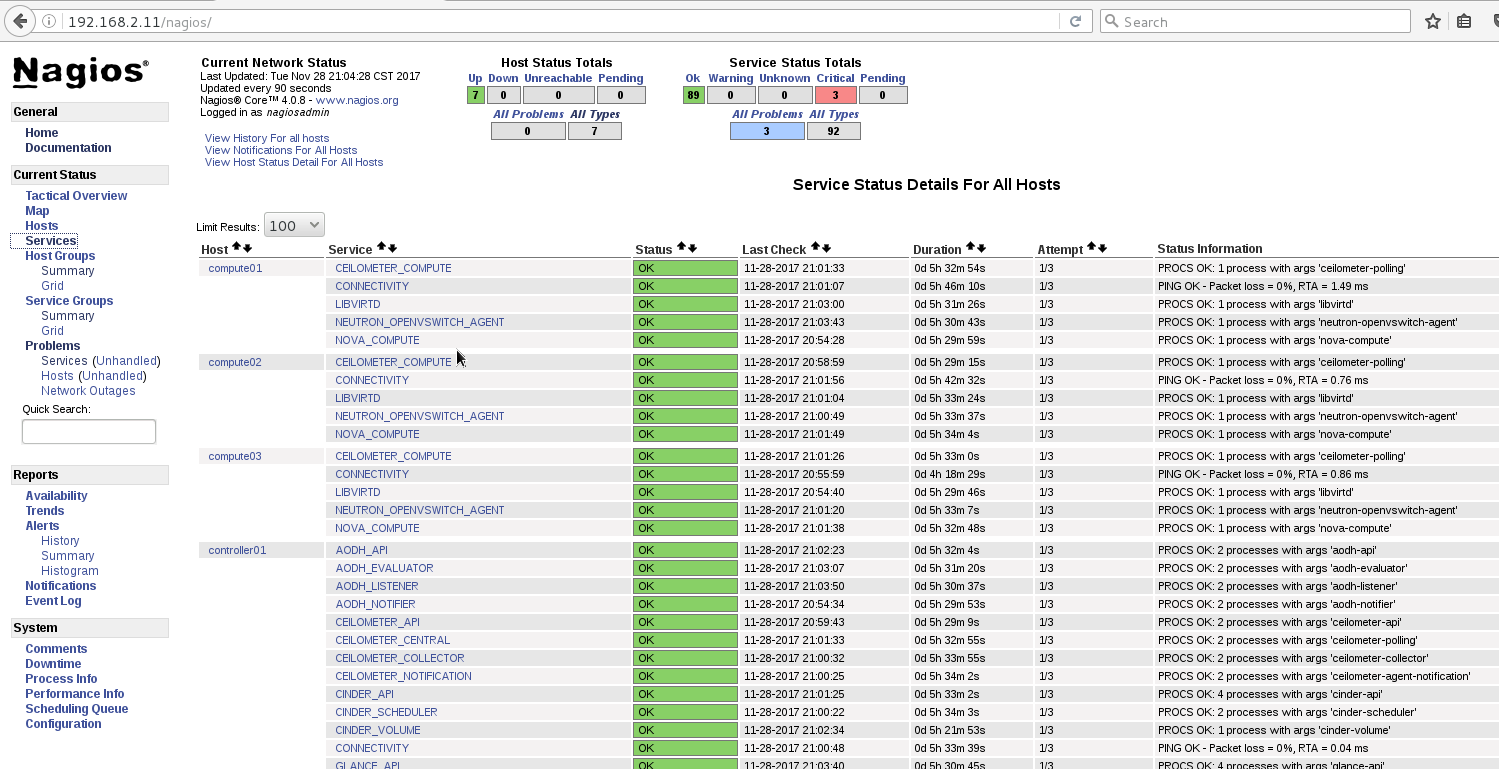 192.168.2.11/nagios/
Search
Nagios®
General
Home
Documentation
Current Status
Tactical Overview
Map
Hosts
Services
Host Groups
Summary
Grid
Service Groups
Summary
Grid
Problems
Services (Unhandled)
Hosts (Unhandled)
Network Outages
Quick Search:
Reports
Availability
Trends
Alerts
History
Summary
Histogram
Notifications
Event Log
System
Comments
Downtime
Process Info
Performance Info
Scheduling Queue
Configuration
Current Network Status
Last Updated: Tue Nov 28 21:04:28 CST 2017
Updated every 90 seconds
Nagios® Core™ 4.0.8 - www.nagios.org
Logged in as nagiosadmin
View History For all hosts
View Notifications For All Hosts
View Host Status Detail For All Hosts
Host Status Totals
Up Down Unreachable Pending
7 0 0 0
All Problems All Types
0 7
Service Status Totals
Ok Warning Unknown Critical Pending
89 0 0 3 0
All Problems All Types
3 92
Service Status Details For All Hosts
Limit Results: 100
Host Service Status Last Check Duration Attempt Status Information
compute01 CEILOMETER_COMPUTE OK 11-28-2017 21:01:33 0d 5h 32m 54s 1/3 PROCS OK: 1 process with args 'ceilometer-polling'
CONNECTIVITY OK 11-28-2017 21:01:07 0d 5h 46m 10s 1/3 PING OK - Packet loss = 0%, RTA = 1.49 ms
LIBVIRTD OK 11-28-2017 21:03:00 0d 5h 31m 26s 1/3 PROCS OK: 1 process with args 'libvirtd'
NEUTRON_OPENVSWITCH_AGENT OK 11-28-2017 21:03:43 0d 5h 30m 43s 1/3 PROCS OK: 1 process with args 'neutron-openvswitch-agent'
NOVA_COMPUTE OK 11-28-2017 20:54:28 0d 5h 29m 59s 1/3 PROCS OK: 1 process with args 'nova-compute'
compute02 CEILOMETER_COMPUTE OK 11-28-2017 20:58:59 0d 5h 29m 15s 1/3 PROCS OK: 1 process with args 'ceilometer-polling'
CONNECTIVITY OK 11-28-2017 21:01:56 0d 5h 42m 32s 1/3 PING OK - Packet loss = 0%, RTA = 0.76 ms
LIBVIRTD OK 11-28-2017 21:01:04 0d 5h 33m 24s 1/3 PROCS OK: 1 process with args 'libvirtd'
NEUTRON_OPENVSWITCH_AGENT OK 11-28-2017 21:00:49 0d 5h 33m 37s 1/3 PROCS OK: 1 process with args 'neutron-openvswitch-agent'
NOVA_COMPUTE OK 11-28-2017 21:01:49 0d 5h 34m 4s 1/3 PROCS OK: 1 process with args 'nova-compute'
compute03 CEILOMETER_COMPUTE OK 11-28-2017 21:01:26 0d 5h 33m 0s 1/3 PROCS OK: 1 process with args 'ceilometer-polling'
CONNECTIVITY OK 11-28-2017 20:55:59 0d 4h 18m 29s 1/3 PING OK - Packet loss = 0%, RTA = 0.86 ms
LIBVIRTD OK 11-28-2017 20:54:40 0d 5h 29m 46s 1/3 PROCS OK: 1 process with args 'libvirtd'
NEUTRON_OPENVSWITCH_AGENT OK 11-28-2017 21:01:20 0d 5h 33m 7s 1/3 PROCS OK: 1 process with args 'neutron-openvswitch-agent'
NOVA_COMPUTE OK 11-28-2017 21:01:38 0d 5h 32m 48s 1/3 PROCS OK: 1 process with args 'nova-compute'
controller01 AODH_API OK 11-28-2017 21:02:23 0d 5h 32m 4s 1/3 PROCS OK: 2 processes with args 'aodh-api'
AODH_EVALUATOR OK 11-28-2017 21:03:07 0d 5h 31m 20s 1/3 PROCS OK: 2 processes with args 'aodh-evaluator'
AODH_LISTENER OK 11-28-2017 21:03:50 0d 5h 30m 37s 1/3 PROCS OK: 2 processes with args 'aodh-listener'
AODH_NOTIFIER OK 11-28-2017 20:54:34 0d 5h 29m 53s 1/3 PROCS OK: 2 processes with args 'aodh-notifier'
CEILOMETER_API OK 11-28-2017 20:59:43 0d 5h 29m 9s 1/3 PROCS OK: 2 processes with args 'ceilometer-api'
CEILOMETER_CENTRAL OK 11-28-2017 21:01:33 0d 5h 32m 55s 1/3 PROCS OK: 2 processes with args 'ceilometer-polling'
CEILOMETER_COLLECTOR OK 11-28-2017 21:00:32 0d 5h 33m 55s 1/3 PROCS OK: 2 processes with args 'ceilometer-collector'
CEILOMETER_NOTIFICATION OK 11-28-2017 21:00:25 0d 5h 34m 2s 1/3 PROCS OK: 2 processes with args 'ceilometer-agent-notification'
CINDER_API OK 11-28-2017 21:01:25 0d 5h 33m 2s 1/3 PROCS OK: 4 processes with args 'cinder-api'
CINDER_SCHEDULER OK 11-28-2017 21:00:22 0d 5h 34m 3s 1/3 PROCS OK: 2 processes with args 'cinder-scheduler'
CINDER_VOLUME OK 11-28-2017 21:02:34 0d 5h 21m 53s 1/3 PROCS OK: 1 process with args 'cinder-volume'
CONNECTIVITY OK 11-28-2017 21:00:48 0d 5h 33m 39s 1/3 PING OK - Packet loss = 0%, RTA = 0.04 ms
GLANCE_API OK 11-28-2017 21:03:40 0d 5h 30m 45s 1/3 PROCS OK: 4 processes with args 'glance-api'